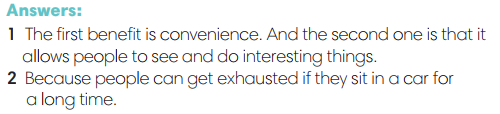 Answers:
1 The first benefit is convenience. And the second one is that it
allows people to see and do interesting things.
2 Because people can get exhausted if they sit in a car for
a long time.